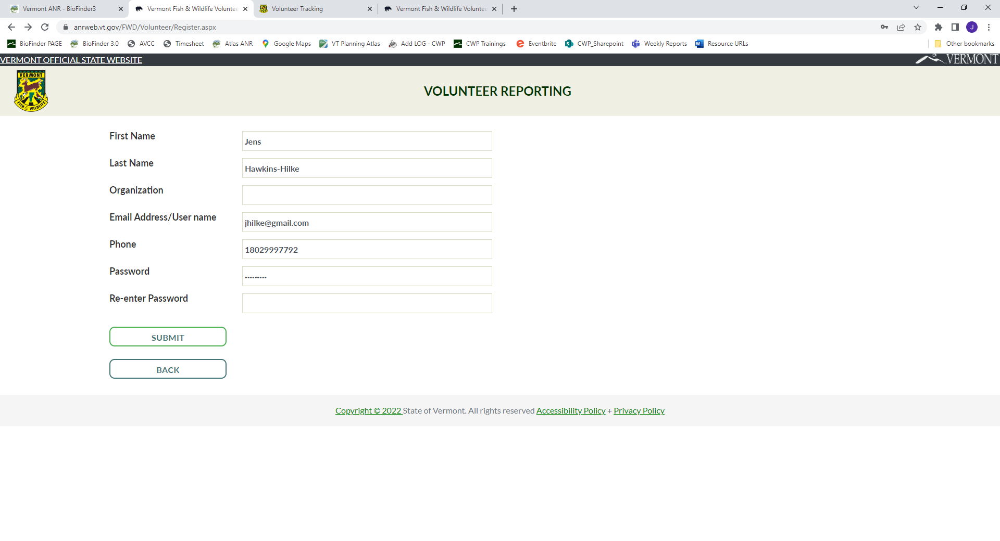 Vermont ANR - BioFinder3
Vermont Fish & Wildlife Voluntee
Volunteer Tracking
Vermont Fish & Wildlife Voluntee
anrweb.vt.gov/FWD/Volunteer/Register.aspx
J
BioFinder PAGE
BioFinder 3.0
AVCC
Timesheet
Atlas ANR
Google Maps
VT Planning Atlas
Add LOG - CWP
CWP Trainings
Eventbrite
CWP_Sharepoint
Weekly Reports
Resource URLs
Other bookmarks
VERMONT OFFICIAL STATE WEBSITE
VERMONT
VERMONT
FISH & WILDLIFE
VOLUNTEER REPORTING
First Name
Jens
Last Name
Hawkins-Hilke
Organization
Email Address/User name
jhilke@gmail.com
Phone
18029997792
Password
•••••••••
Re-enter Password
SUBMIT
BACK
Copyright © 2022 State of Vermont. All rights reserved Accessibility Policy + Privacy Policy